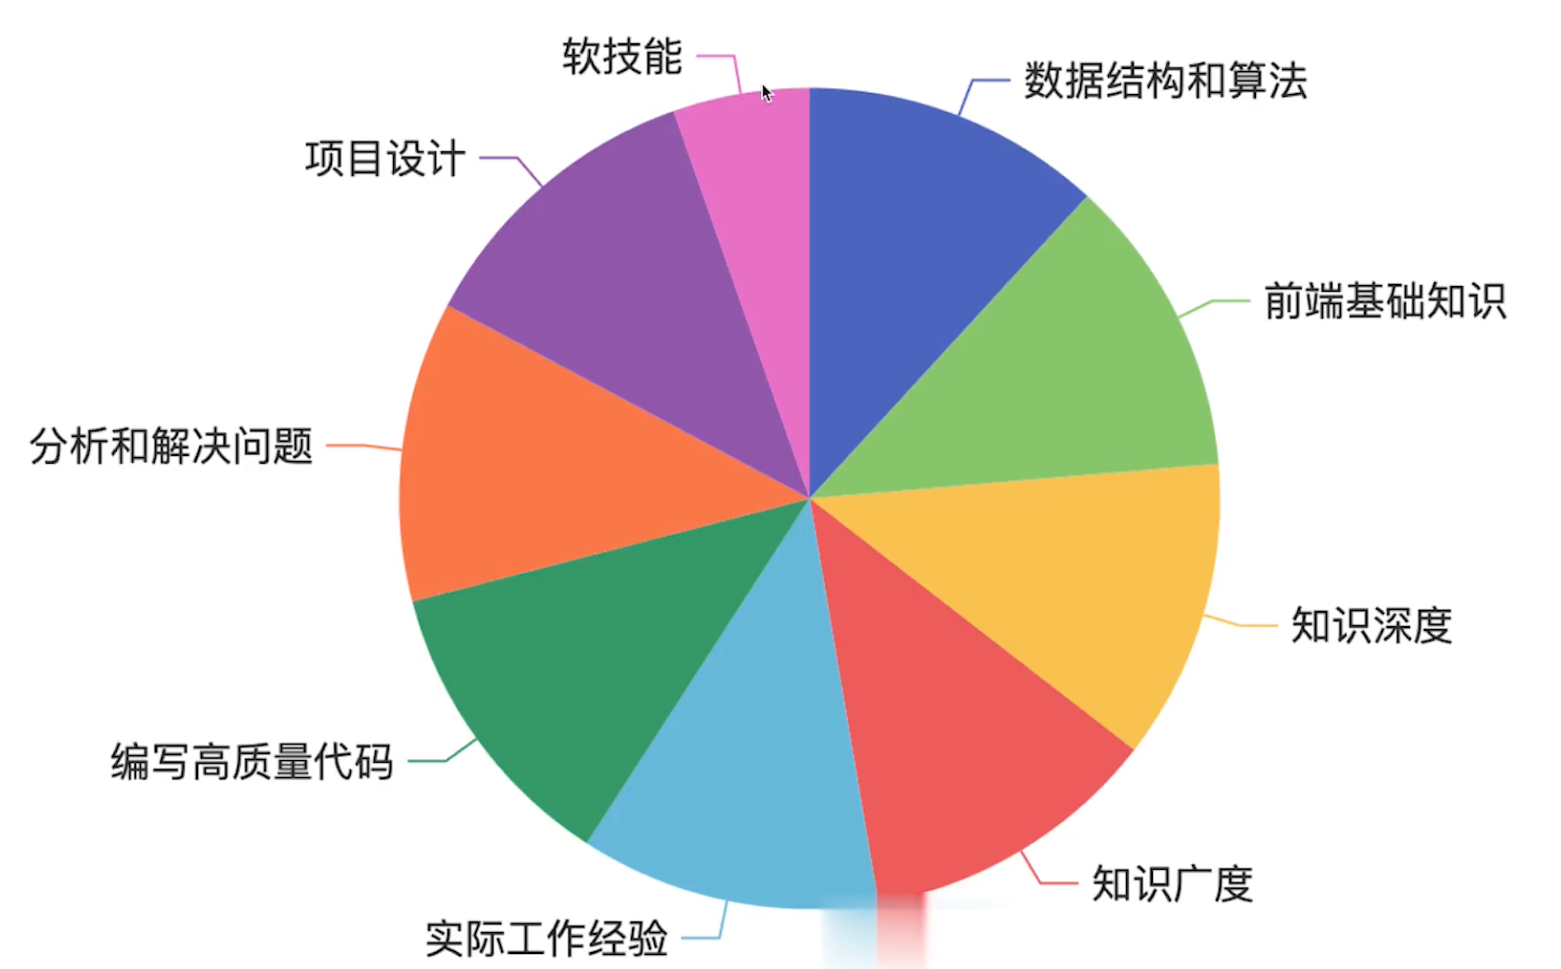 软技能
数据结构和算法
项目设计
前端基础知识
分析和解决问题
知识深度
编写高质量代码
知识广度
实际工作经验